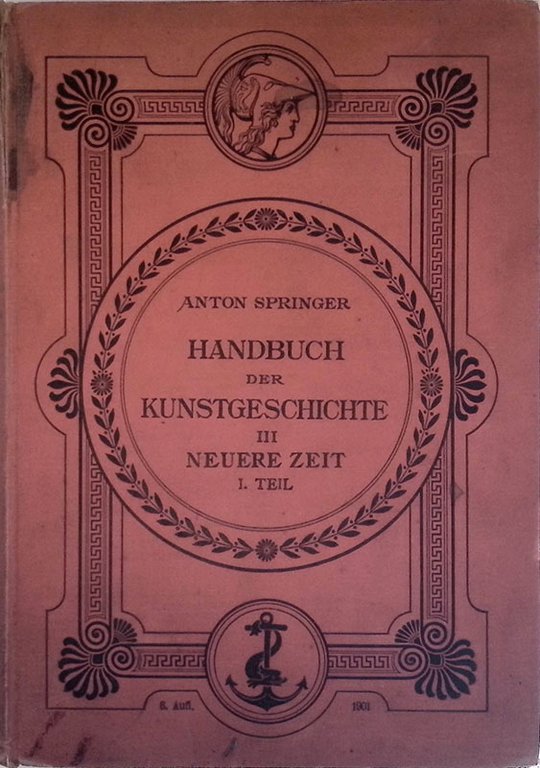 ANTON SPRINGER
HANDBUCH
DER
KUNSTGESCHICHTE
III
NEUERE ZEIT
I. TEIL
6. Aufl.
1901